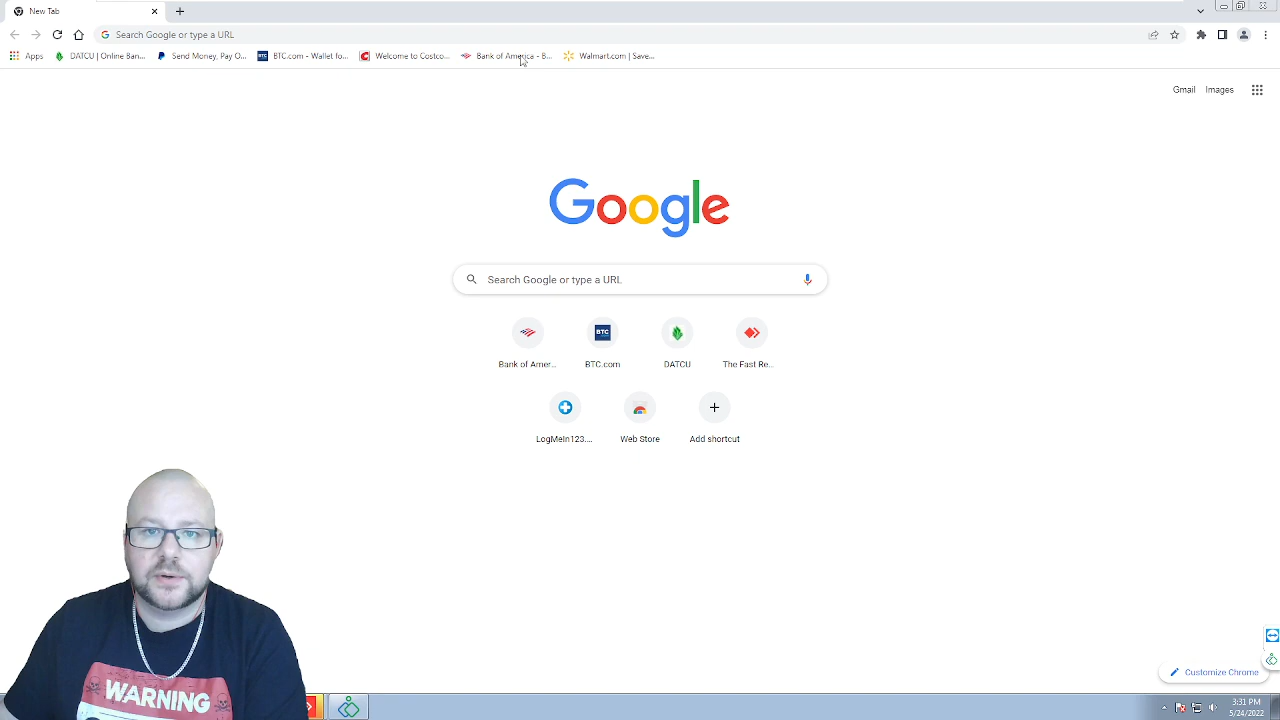 New Tab
Search Google or type a URL
Apps
DATCU | Online Ban...
Send Money, Pay O...
BTC.com - Wallet fo...
Welcome to Costco...
Bank of America - B...
Walmart.com | Save...
Gmail
Images
Google
Search Google or type a URL
BTC
Bank of Amer...
BTC.com
DATCU
The Fast Re...
LogMeIn123....
Web Store
Add shortcut
WARNING
Customize Chrome
3:31 PM
5/24/2022